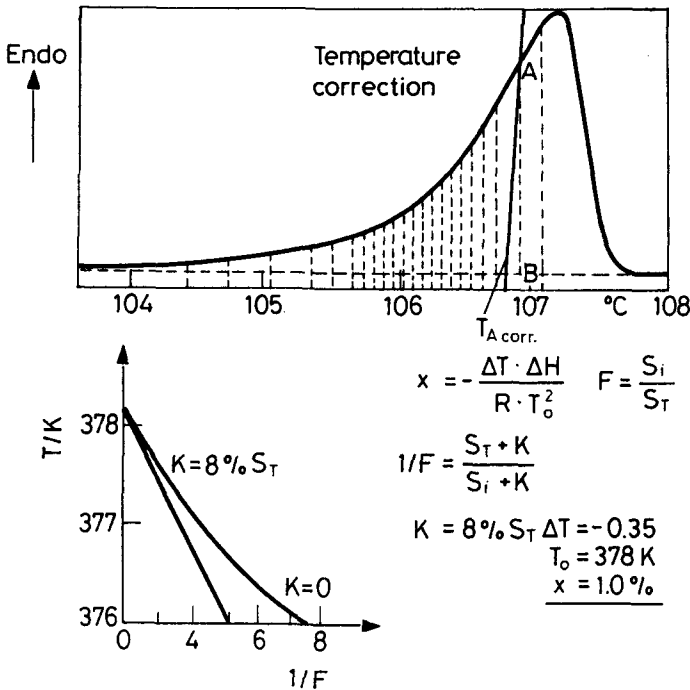 Endo
Temperature
correction
A
B
104 105 106 107 °C 108
T_A corr.
T/K
378
377
376
K=8% S_T
K=0
0 4 6 8
1/F
x = - ΔT · ΔH / R · T_o^2
F = S_i / S_T
1/F = S_T + K / S_i + K
K = 8% S_T ΔT = -0.35
T_o = 378 K
x = 1.0 %